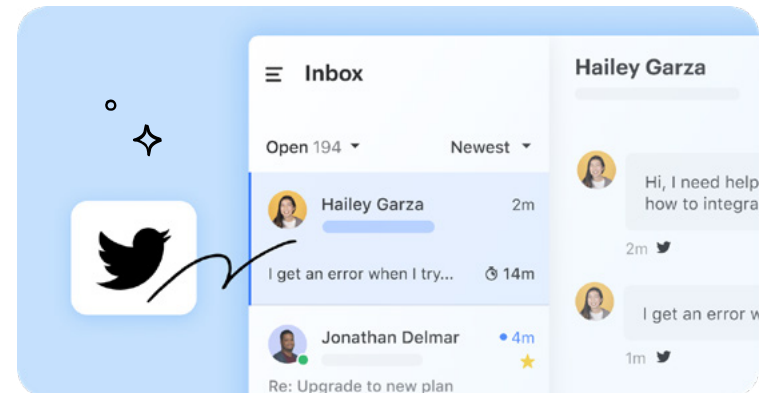 Inbox
Open 194
Newest
Hailey Garza
2m
I get an error when I try...
14m
Jonathan Delmar
4m
Re: Upgrade to new plan
Hailey Garza
Hi, I need help
how to integra
2m
I get an error w
1m